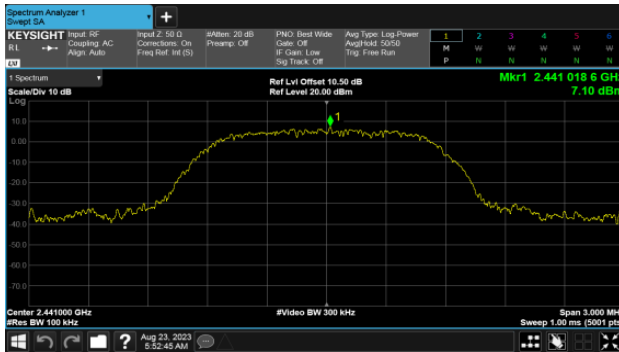 Spectrum Analyzer 1
Swept SA
+
KEYSIGHT Input: RF Input Z: 50 Ω #Atten: 20 dB PNO: Best Wide Avg Type: Log-Power 1 2 3 4 5 6
RL Coupling: AC Corrections: On Preamp: Off Gate: Off Avg|Hold: 50/50 M W W W W W
Align: Auto Freq Ref: Int (S) IF Gain: Low Trig: Free Run P N N N N N
Sig Track: Off
LXI
1 Spectrum Ref Lvl Offset 10.50 dB Mkr1 2.441 018 6 GHz
Scale/Div 10 dB Ref Level 20.00 dBm 7.10 dBm
Log
1
10.0
0.00
-10.0
-20.0
-30.0
-40.0
-50.0
-60.0
-70.0
Center 2.441000 GHz #Video BW 300 kHz Span 3.000 MH
#Res BW 100 kHz Sweep 1.00 ms (5001 pts
? Aug 23, 2023
5:52:45 AM